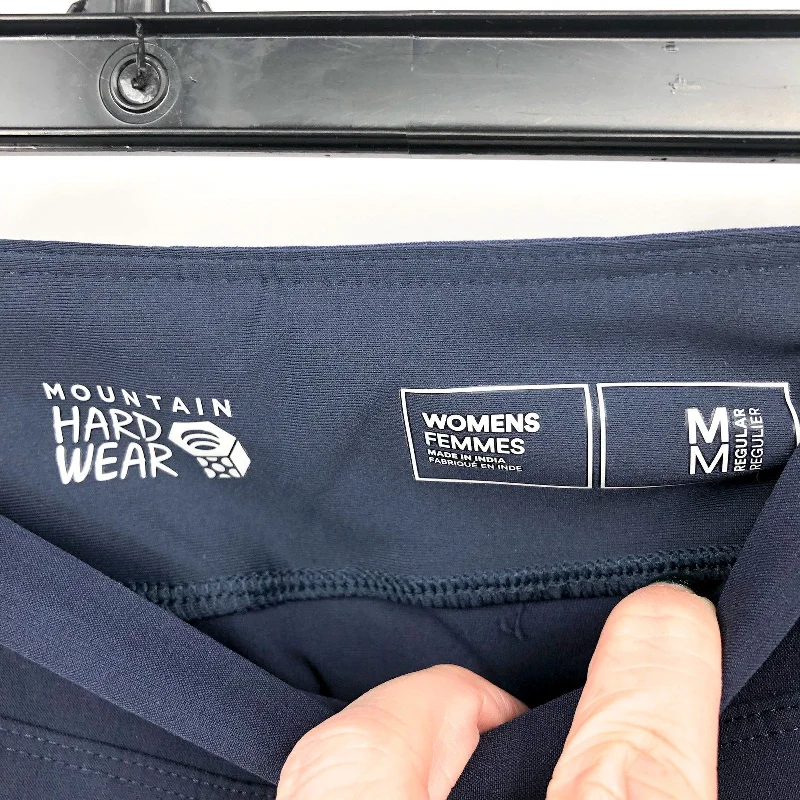 MOUNTAIN
HARD
WEAR
WOMENS
FEMMES
MADE IN INDIA
FABRIQUÉ EN INDE
M REGULAR
M REGULIER